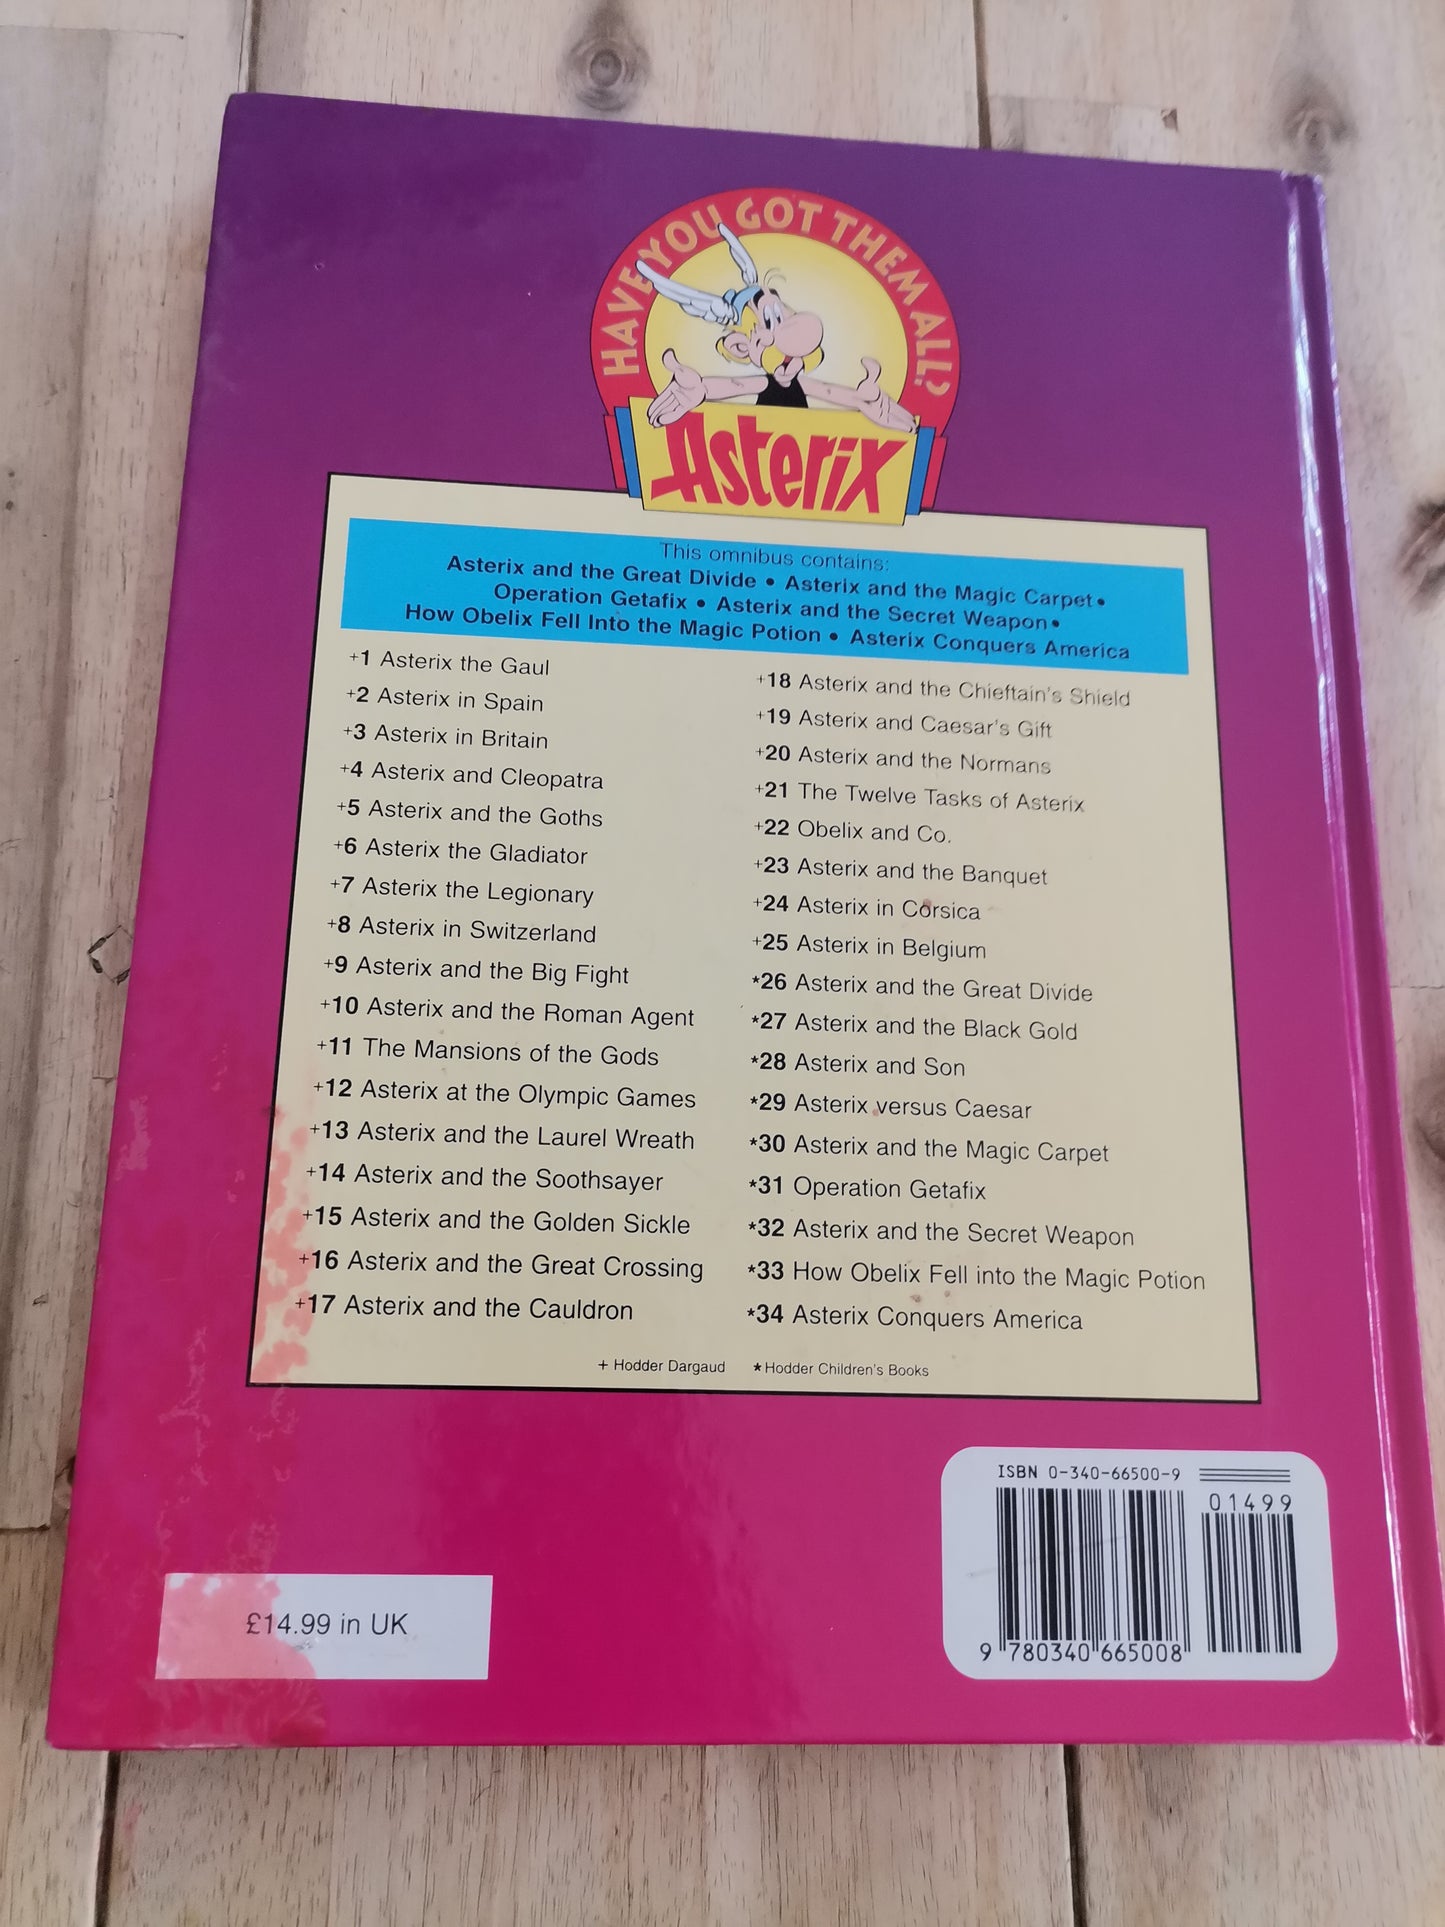 HAVE YOU GOT THEM ALL?
Asterix
This omnibus contains:
Asterix and the Great Divide • Asterix and the Magic Carpet •
Operation Getafix • Asterix and the Secret Weapon •
How Obelix Fell Into the Magic Potion • Asterix Conquers America
+1 Asterix the Gaul
+2 Asterix in Spain
+3 Asterix in Britain
+4 Asterix and Cleopatra
+5 Asterix and the Goths
+6 Asterix the Gladiator
+7 Asterix the Legionary
+8 Asterix in Switzerland
+9 Asterix and the Big Fight
+10 Asterix and the Roman Agent
+11 The Mansions of the Gods
+12 Asterix at the Olympic Games
+13 Asterix and the Laurel Wreath
+14 Asterix and the Soothsayer
+15 Asterix and the Golden Sickle
+16 Asterix and the Great Crossing
+17 Asterix and the Cauldron
+18 Asterix and the Chieftain's Shield
+19 Asterix and Caesar's Gift
+20 Asterix and the Normans
+21 The Twelve Tasks of Asterix
+22 Obelix and Co.
+23 Asterix and the Banquet
+24 Asterix in Corsica
+25 Asterix in Belgium
*26 Asterix and the Great Divide
*27 Asterix and the Black Gold
*28 Asterix and Son
*29 Asterix versus Caesar
*30 Asterix and the Magic Carpet
*31 Operation Getafix
*32 Asterix and the Secret Weapon
*33 How Obelix Fell into the Magic Potion
*34 Asterix Conquers America
+ Hodder Dargaud * Hodder Children's Books
ISBN 0-340-66500-9
01499
9 780340 665008
£14.99 in UK